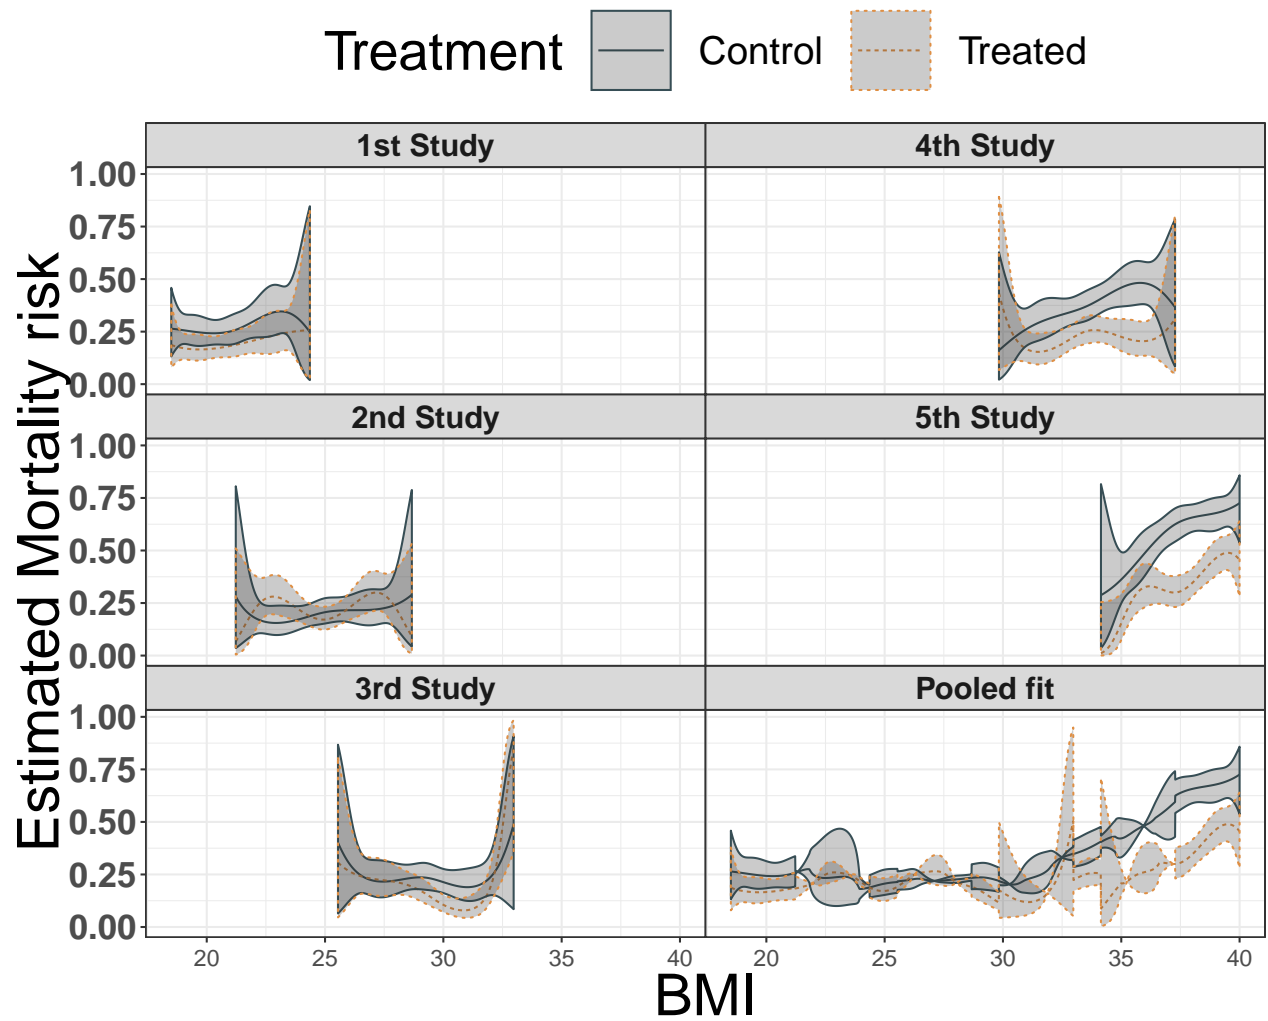 Treatment Control Treated
1st Study 4th Study
1.00
0.75
0.50
0.25
0.00
2nd Study 5th Study
1.00
0.75
0.50
0.25
0.00
3rd Study Pooled fit
1.00
0.75
0.50
0.25
0.00
Estimated Mortality risk
20 25 30 35 40 20 25 30 35 40
BMI